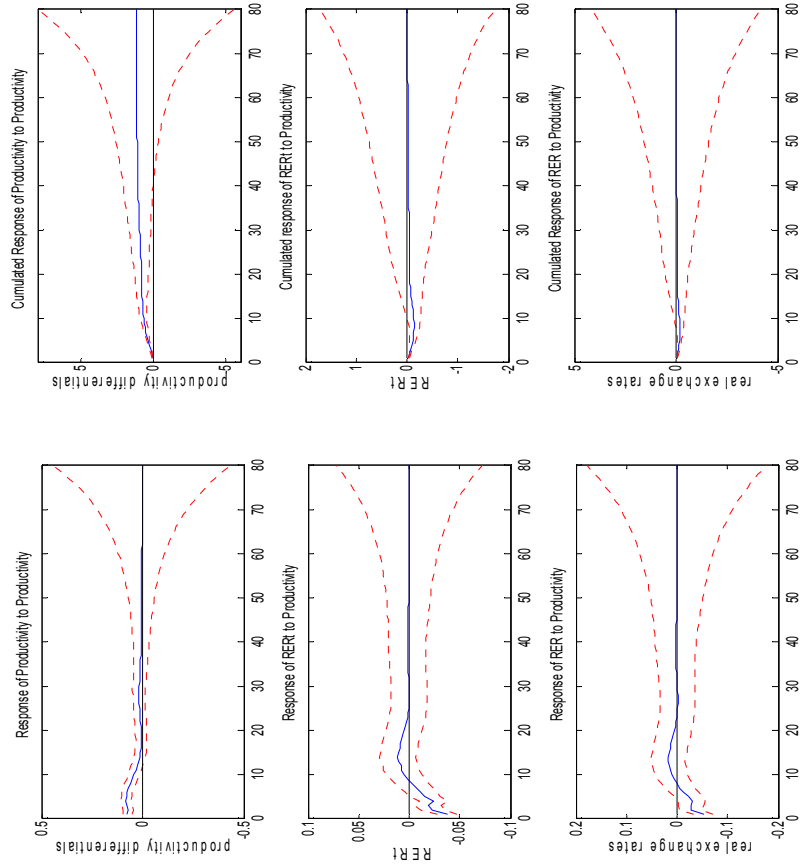 Response of Productivity to Productivity
productivity differentials
0.5
0
-0.5
0 10 20 30 40 50 60 70 80
Cumulated Response of Productivity to Productivity
productivity differentials
5
0
-5
0 10 20 30 40 50 60 70 80
Response of RERt to Productivity
RERt
0.1
0.05
0
-0.05
-0.1
0 10 20 30 40 50 60 70 80
Cumulated response of RERt to Productivity
RERt
2
1
0
-1
-2
0 10 20 30 40 50 60 70 80
Response of RER to Productivity
real exchange rates
0.2
0.1
0
-0.1
-0.2
0 10 20 30 40 50 60 70 80
Cumulated Response of RER to Productivity
real exchange rates
5
0
-5
0 10 20 30 40 50 60 70 80